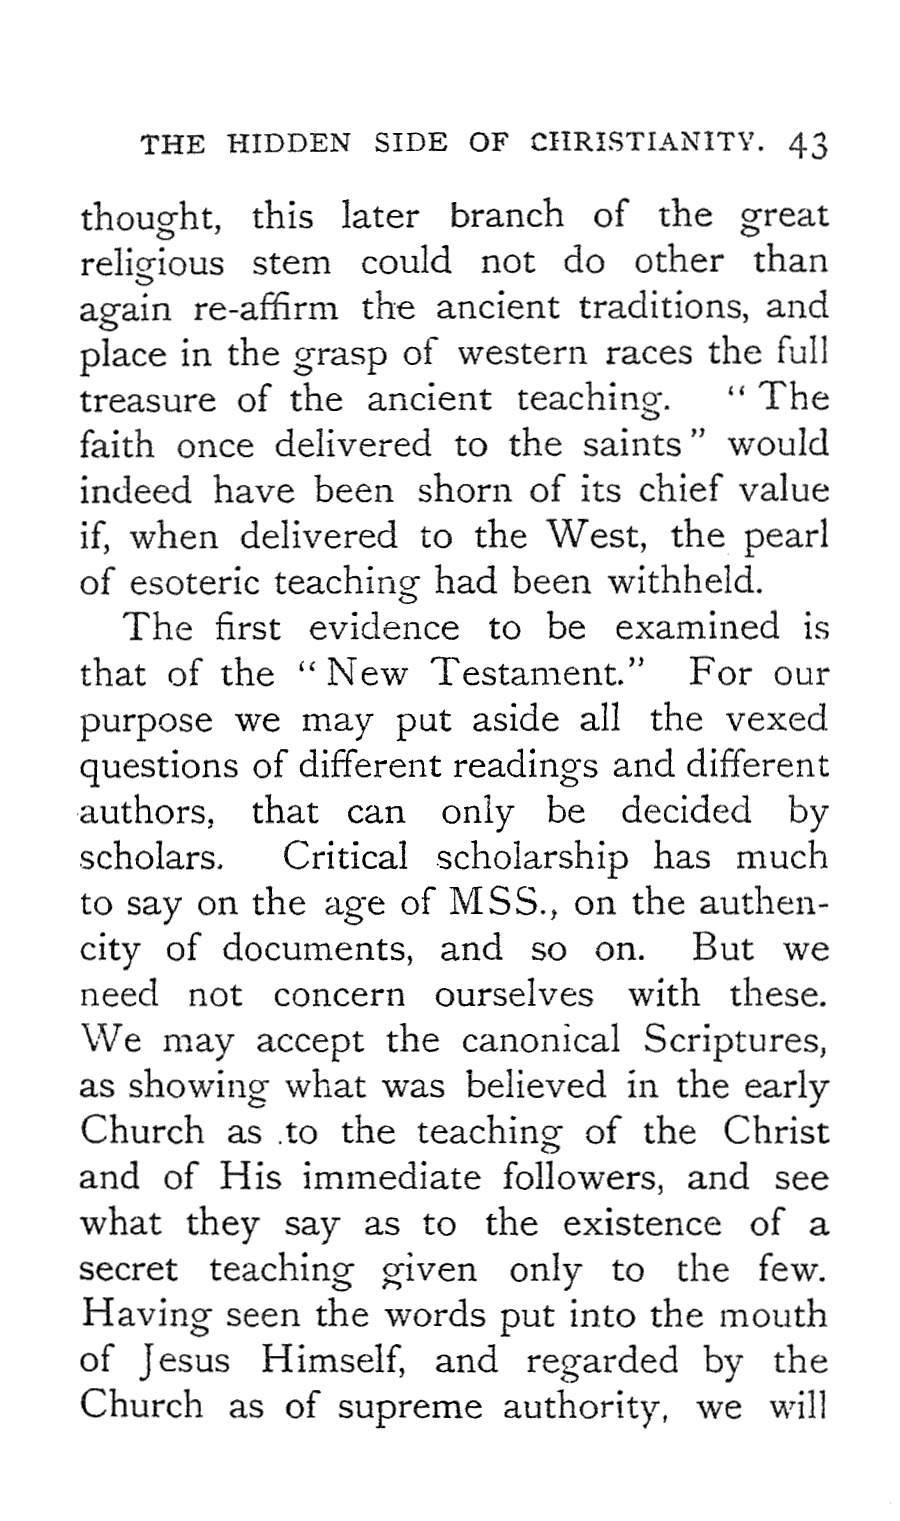 THE HIDDEN SIDE OF CHRISTIANITY. 43
thought, this later branch of the great
religious stem could not do other than
again re-affirm the ancient traditions, and
place in the grasp of western races the full
treasure of the ancient teaching. “ The
faith once delivered to the saints ” would
indeed have been shorn of its chief value
if, when delivered to the West, the pearl
of esoteric teaching had been withheld.
The first evidence to be examined is
that of the “ New Testament.” For our
purpose we may put aside all the vexed
questions of different readings and different
authors, that can only be decided by
scholars. Critical scholarship has much
to say on the age of MSS., on the authen-
city of documents, and so on. But we
need not concern ourselves with these.
We may accept the canonical Scriptures,
as showing what was believed in the early
Church as to the teaching of the Christ
and of His immediate followers, and see
what they say as to the existence of a
secret teaching given only to the few.
Having seen the words put into the mouth
of Jesus Himself, and regarded by the
Church as of supreme authority, we will